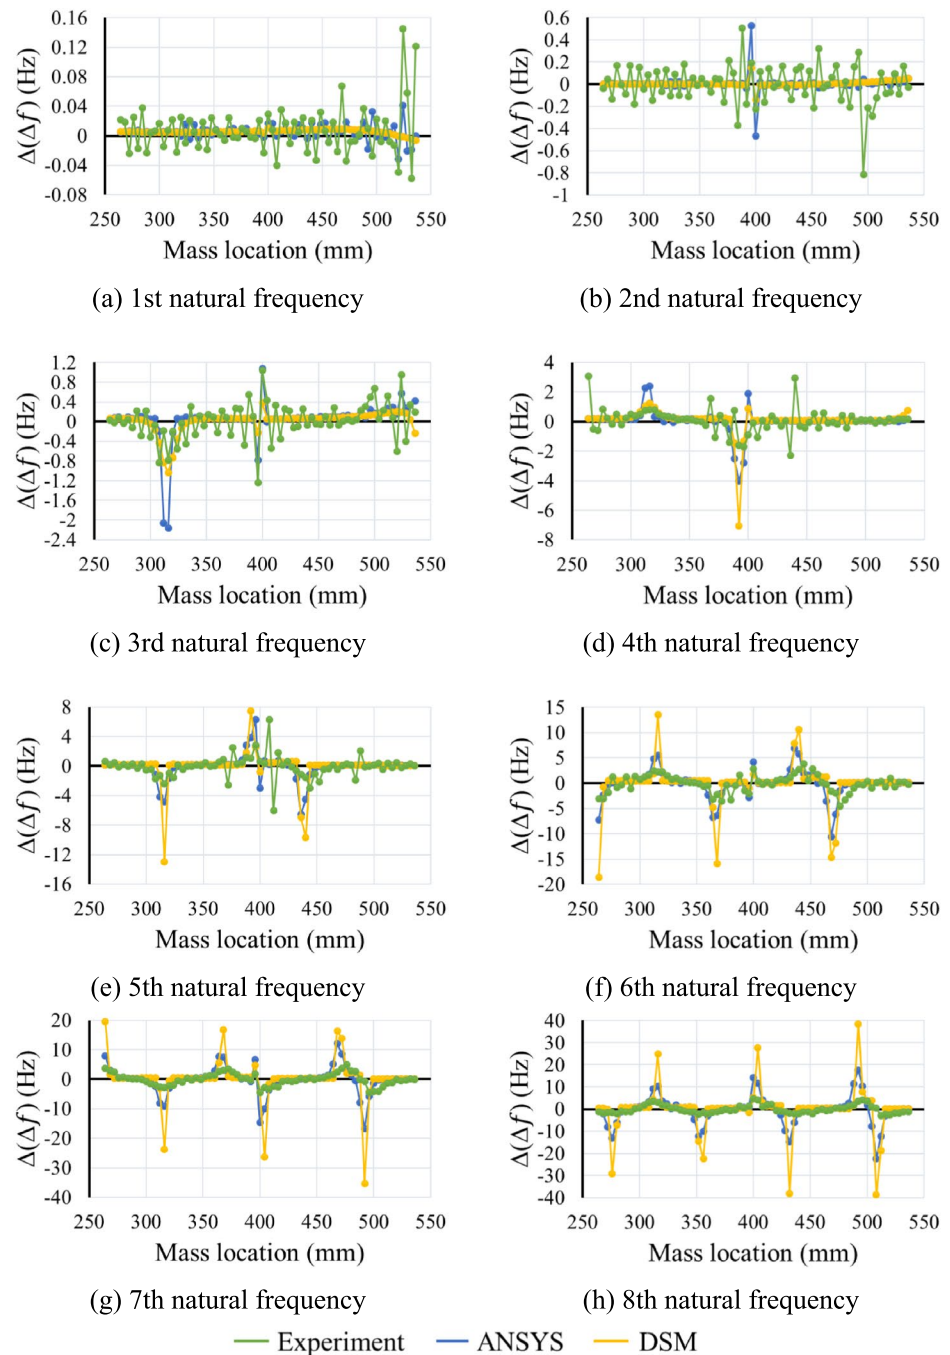 0.16
0.12
0.08
0.04
0
-0.04
-0.08
Δ(Δf) (Hz)
250 300 350 400 450 500 550
Mass location (mm)
(a) 1st natural frequency
0.6
0.4
0.2
0
-0.2
-0.4
-0.6
-0.8
-1
Δ(Δf) (Hz)
250 300 350 400 450 500 550
Mass location (mm)
(b) 2nd natural frequency
1.2
0.8
0.4
0
-0.4
-0.8
-1.2
-1.6
-2
-2.4
Δ(Δf) (Hz)
250 300 350 400 450 500 550
Mass location (mm)
(c) 3rd natural frequency
4
2
0
-2
-4
-6
-8
Δ(Δf) (Hz)
250 300 350 400 450 500 550
Mass location (mm)
(d) 4th natural frequency
8
4
0
-4
-8
-12
-16
Δ(Δf) (Hz)
250 300 350 400 450 500 550
Mass location (mm)
(e) 5th natural frequency
15
10
5
0
-5
-10
-15
-20
Δ(Δf) (Hz)
250 300 350 400 450 500 550
Mass location (mm)
(f) 6th natural frequency
20
10
0
-10
-20
-30
-40
Δ(Δf) (Hz)
250 300 350 400 450 500 550
Mass location (mm)
(g) 7th natural frequency
40
30
20
10
0
-10
-20
-30
-40
Δ(Δf) (Hz)
250 300 350 400 450 500 550
Mass location (mm)
(h) 8th natural frequency
Experiment ANSYS DSM